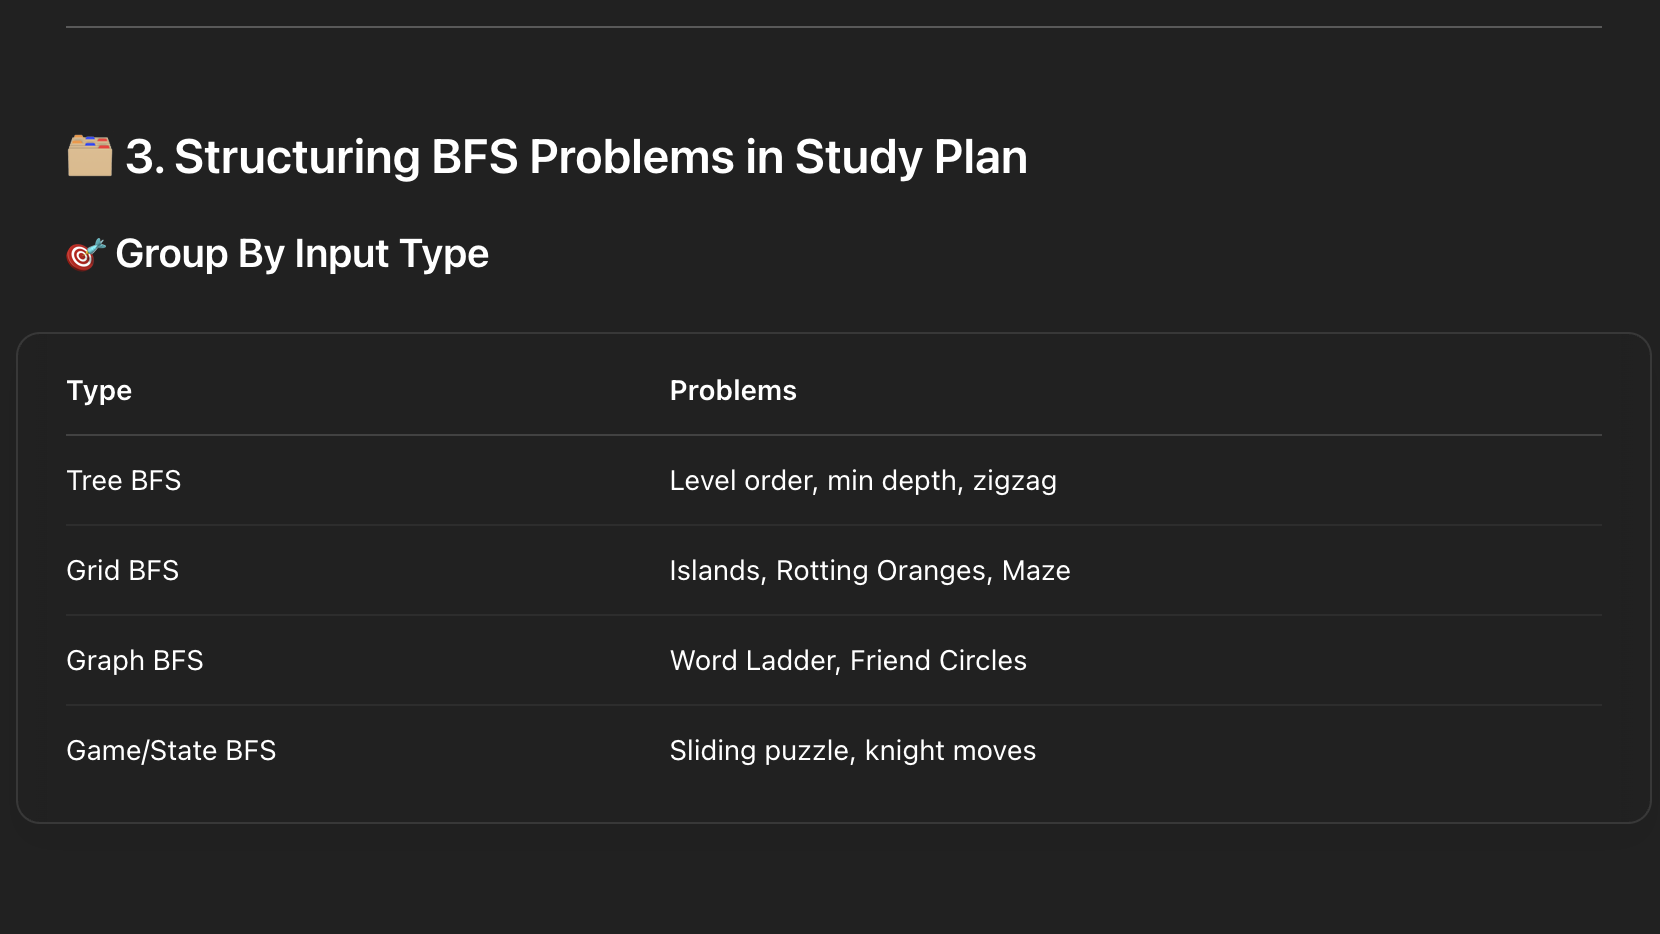 🗂️ 3. Structuring BFS Problems in Study Plan
🎯 Group By Input Type
Type Problems
Tree BFS Level order, min depth, zigzag
Grid BFS Islands, Rotting Oranges, Maze
Graph BFS Word Ladder, Friend Circles
Game/State BFS Sliding puzzle, knight moves